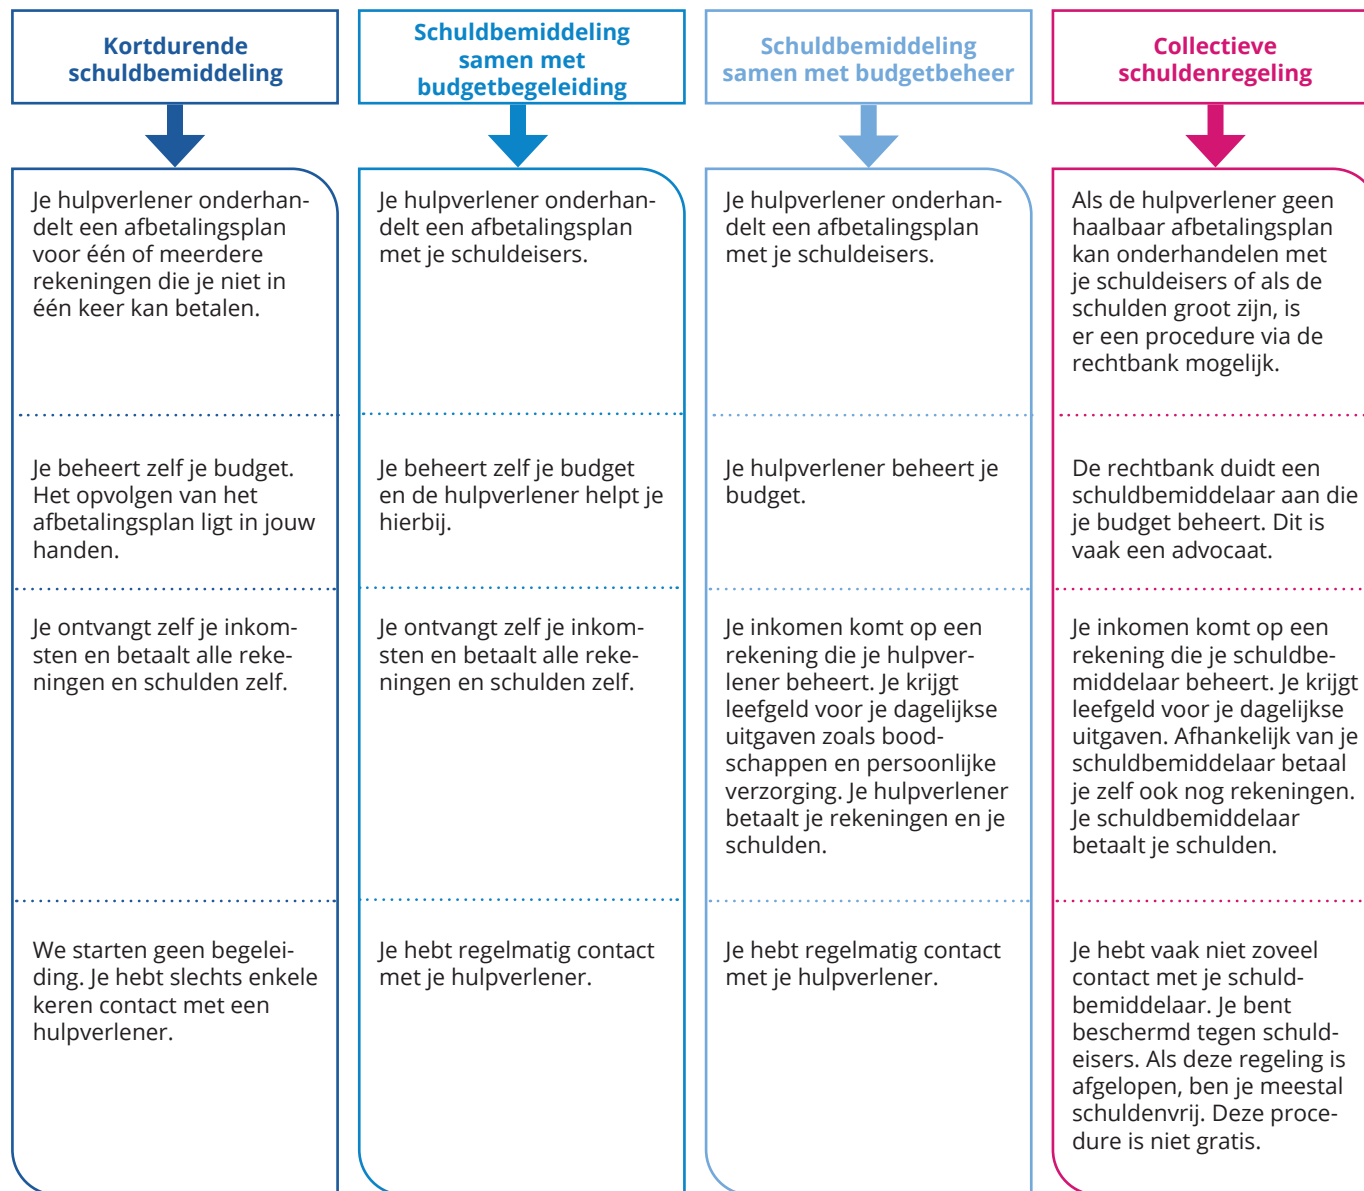 Kortdurende
schuldbemiddeling
Je hulpverlener onderhan-
delt een afbetalingsplan
voor één of meerdere
rekeningen die je niet in
één keer kan betalen.
Je beheert zelf je budget.
Het opvolgen van het
afbetalingsplan ligt in jouw
handen.
Je ontvangt zelf je inkom-
sten en betaalt alle reke-
ningen en schulden zelf.
We starten geen begelei-
ding. Je hebt slechts enkele
keren contact met een
hulpverlener.
Schuldbemiddeling
samen met
budgetbegeleiding
Je hulpverlener onderhan-
delt een afbetalingsplan
met je schuldeisers.
Je beheert zelf je budget
en de hulpverlener helpt je
hierbij.
Je ontvangt zelf je inkom-
sten en betaalt alle reke-
ningen en schulden zelf.
Je hebt regelmatig contact
met je hulpverlener.
Schuldbemiddeling
samen met budgetbeheer
Je hulpverlener onderhan-
delt een afbetalingsplan
met je schuldeisers.
Je hulpverlener beheert je
budget.
Je inkomen komt op een
rekening die je hulpver-
lener beheert. Je krijgt
leefgeld voor je dagelijkse
uitgaven zoals bood-
schappen en persoonlijke
verzorging. Je hulpverlener
betaalt je rekeningen en je
schulden.
Je hebt regelmatig contact
met je hulpverlener.
Collectieve
schuldenregeling
Als de hulpverlener geen
haalbaar afbetalingsplan
kan onderhandelen met
je schuldeisers of als de
schulden groot zijn, is
er een procedure via de
rechtbank mogelijk.
De rechtbank duidt een
schuldbemiddelaar aan die
je budget beheert. Dit is
vaak een advocaat.
Je inkomen komt op een
rekening die je schuldbe-
middelaar beheert. Je krijgt
leefgeld voor je dagelijkse
uitgaven. Afhankelijk van je
schuldbemiddelaar betaal
je zelf ook nog rekeningen.
Je schuldbemiddelaar
betaalt je schulden.
Je hebt vaak niet zoveel
contact met je schuld-
bemiddelaar. Je bent
beschermd tegen schuld-
eisers. Als deze regeling is
afgelopen, ben je meestal
schuldenvrij. Deze proce-
dure is niet gratis.